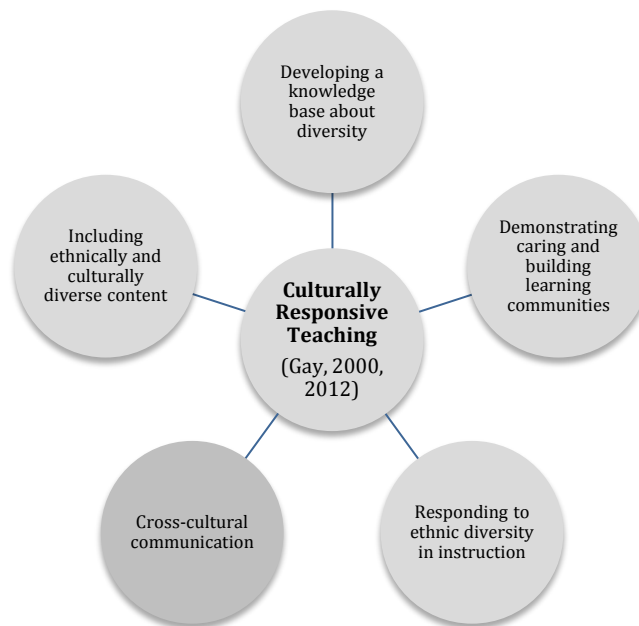 Developing a
knowledge
base about
diversity
Including
ethnically and
culturally
diverse content
Demonstrating
caring and
building
learning
communities
Culturally
Responsive
Teaching
(Gay, 2000,
2012)
Cross-cultural
communication
Responding to
ethnic diversity
in instruction